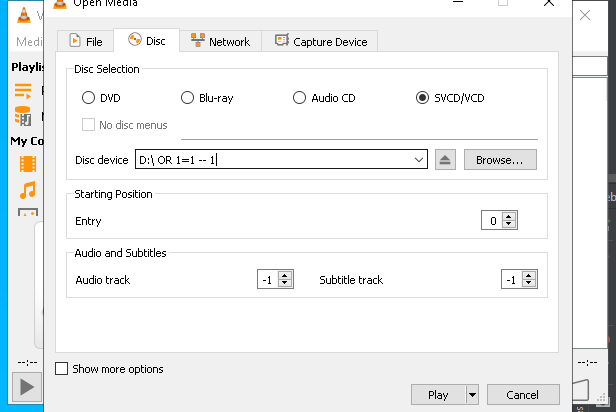 Open Media
V
Medi
Playlis
My Co
File
Disc
Network
Capture Device
Disc Selection
DVD
Blu-ray
Audio CD
SVCD/VCD
No disc menus
Disc device
D:\ OR 1=1 -- 1
Browse...
Starting Position
Entry
0
Audio and Subtitles
Audio track
-1
Subtitle track
-1
Show more options
--:--
--:--
Play
Cancel